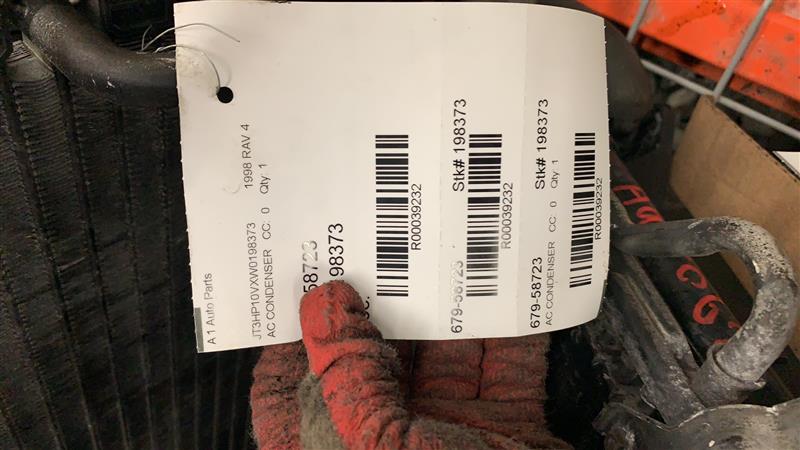 A 1 Auto Parts
JT3HP10VXW0198373 1998 RAV 4
AC CONDENSER CC: 0 Qty: 1
58723
198373
R00039232
679-58723 Stk# 198373
R00039232
679-58723 Stk# 198373
AC CONDENSER CC: 0 Qty: 1
R00039232